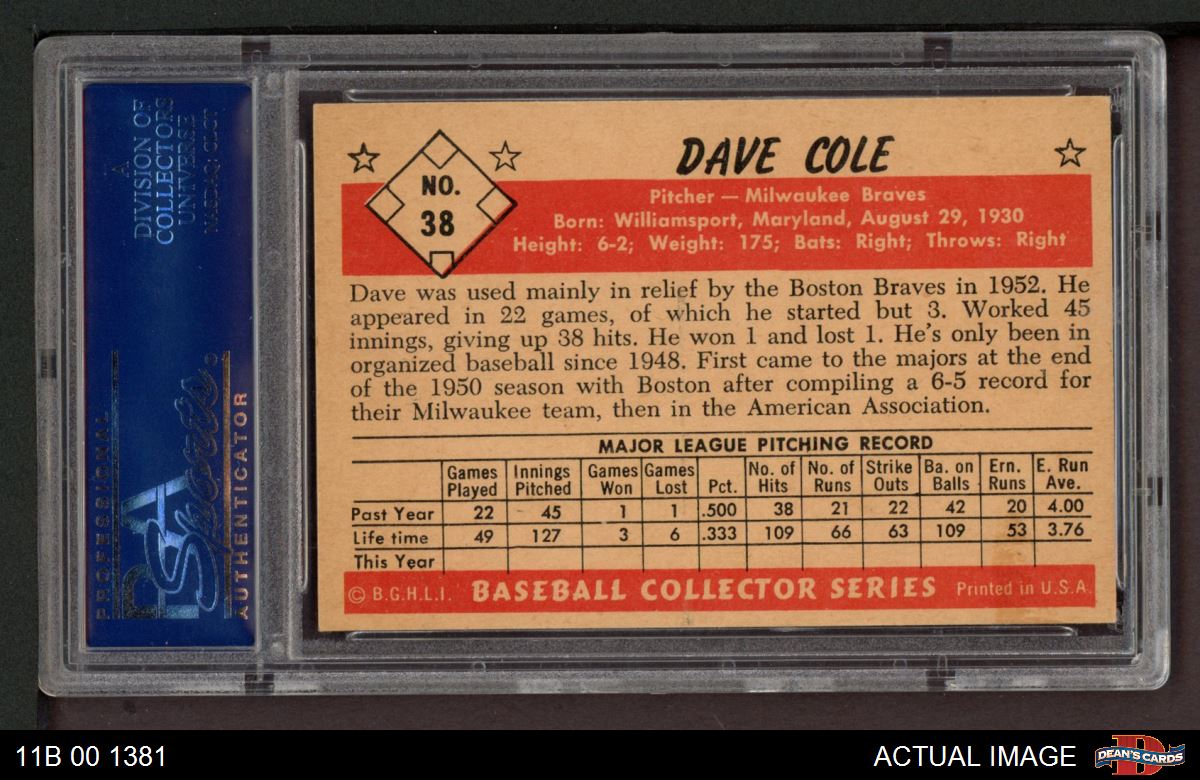 A
DIVISION OF
COLLECTORS
UNIVERSE
NASDAQ: CLCT
PROFESSIONAL
PSA
Sports
AUTHENTICATOR
NO.
38
DAVE COLE
Pitcher — Milwaukee Braves
Born: Williamsport, Maryland, August 29, 1930
Height: 6-2; Weight: 175; Bats: Right; Throws: Right
Dave was used mainly in relief by the Boston Braves in 1952. He
appeared in 22 games, of which he started but 3. Worked 45
innings, giving up 38 hits. He won 1 and lost 1. He's only been in
organized baseball since 1948. First came to the majors at the end
of the 1950 season with Boston after compiling a 6-5 record for
their Milwaukee team, then in the American Association.
MAJOR LEAGUE PITCHING RECORD
Games Innings Games Games No. of No. of Strike Ba. on Ern. E. Run
Played Pitched Won Lost Pct. Hits Runs Outs Balls Runs Ave.
Past Year 22 45 1 1 .500 38 21 22 42 20 4.00
Life time 49 127 3 6 .333 109 66 63 109 53 3.76
This Year
© B.G.H.L.I. BASEBALL COLLECTOR SERIES Printed in U.S.A.
11B 00 1381
ACTUAL IMAGE
DEAN'S CARDS